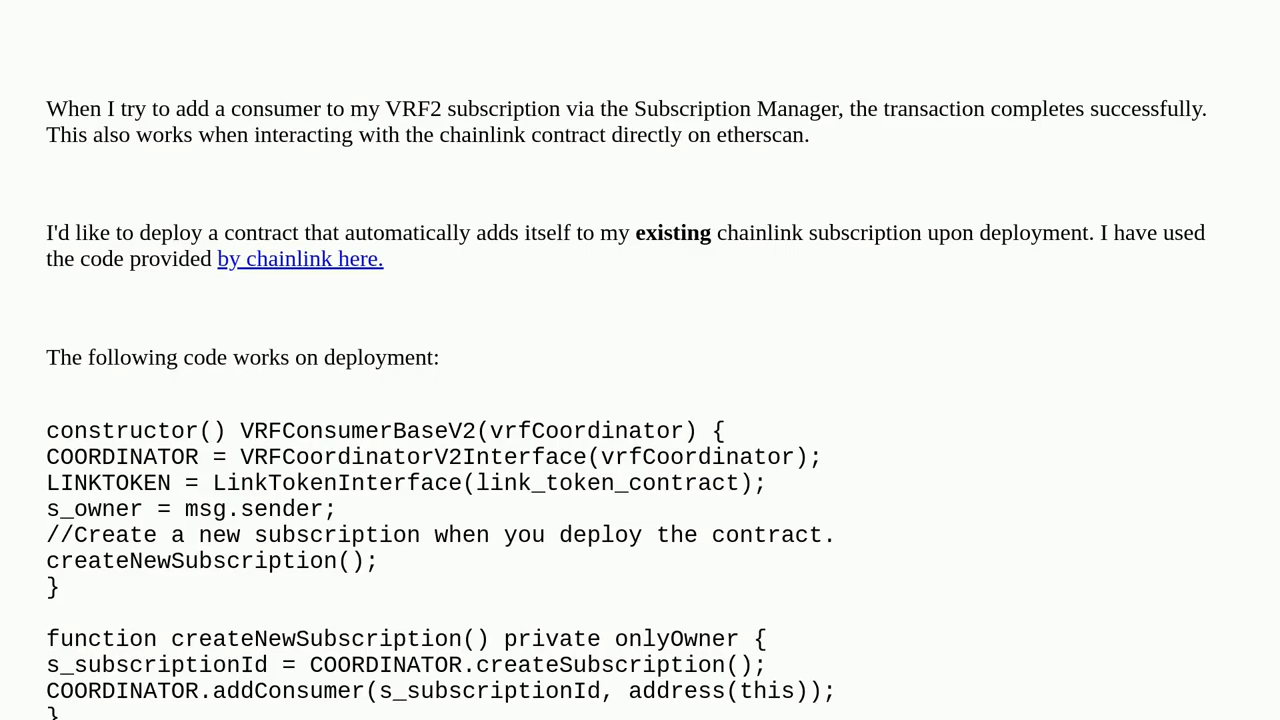 When I try to add a consumer to my VRF2 subscription via the Subscription Manager, the transaction completes successfully.
This also works when interacting with the chainlink contract directly on etherscan.
I'd like to deploy a contract that automatically adds itself to my existing chainlink subscription upon deployment. I have used
the code provided by chainlink here.
The following code works on deployment:
constructor() VRFConsumerBaseV2(vrfCoordinator) {
COORDINATOR = VRFCoordinatorV2Interface(vrfCoordinator);
LINKTOKEN = LinkTokenInterface(link_token_contract);
s_owner = msg.sender;
//Create a new subscription when you deploy the contract.
createNewSubscription();
}
function createNewSubscription() private onlyOwner {
s_subscriptionId = COORDINATOR.createSubscription();
COORDINATOR.addConsumer(s_subscriptionId, address(this));
}